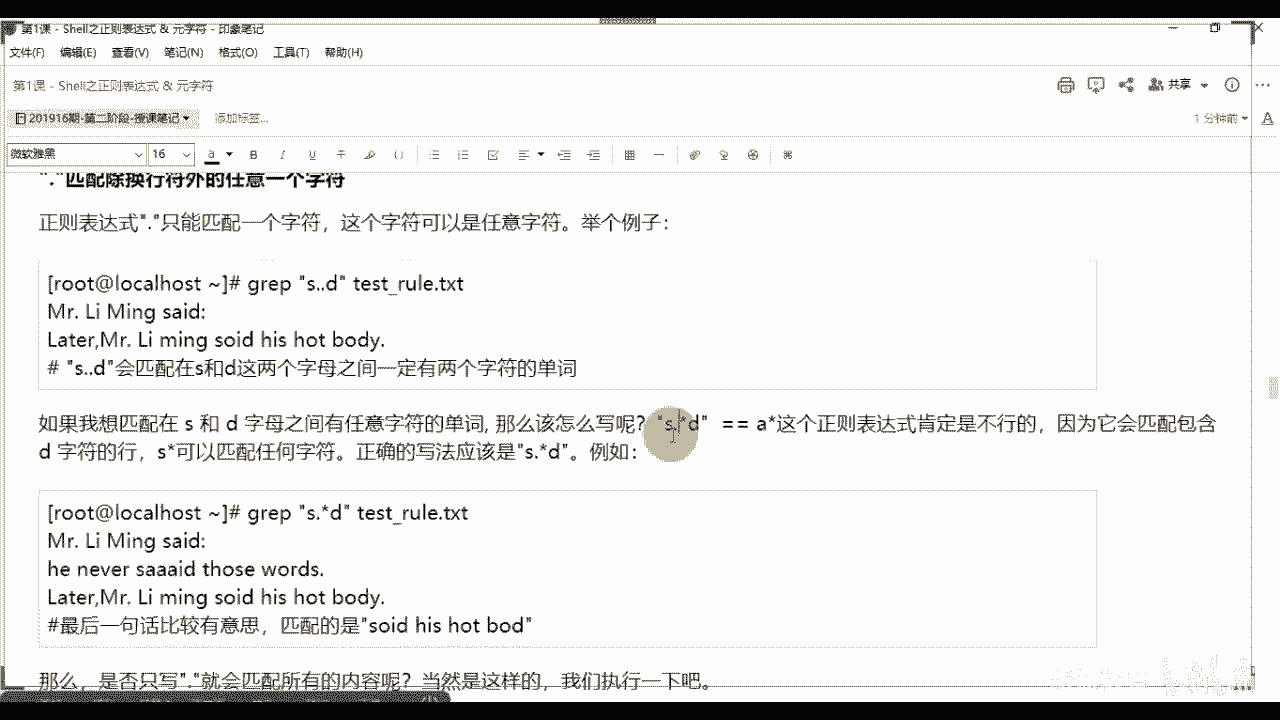 第1课 - Shell之正则表达式 & 元字符 - 印象笔记
文件(F) 编辑(E) 查看(V) 笔记(N) 格式(O) 工具(T) 帮助(H)
第1课 - Shell之正则表达式 & 元字符
共享
201916期-第二阶段-授课笔记
添加标签...
1 分钟前
微软雅黑 16
"."匹配除换行符外的任意一个字符
正则表达式"."只能匹配一个字符，这个字符可以是任意字符。举个例子：
[root@localhost ~]# grep "s..d" test_rule.txt
Mr. Li Ming said:
Later,Mr. Li ming soid his hot body.
# "s..d"会匹配在s和d这两个字母之间一定有两个字符的单词
如果我想匹配在 s 和 d 字母之间有任意字符的单词, 那么该怎么写呢？"s.*d" == a*这个正则表达式肯定是不行的，因为它会匹配包含
d 字符的行，s*可以匹配任何字符。正确的写法应该是"s.*d"。例如：
[root@localhost ~]# grep "s.*d" test_rule.txt
Mr. Li Ming said:
he never saaaid those words.
Later,Mr. Li ming soid his hot body.
#最后一句话比较有意思，匹配的是"soid his hot bod"
那么，是否只写"."就会匹配所有的内容呢？当然是这样的，我们执行一下吧。